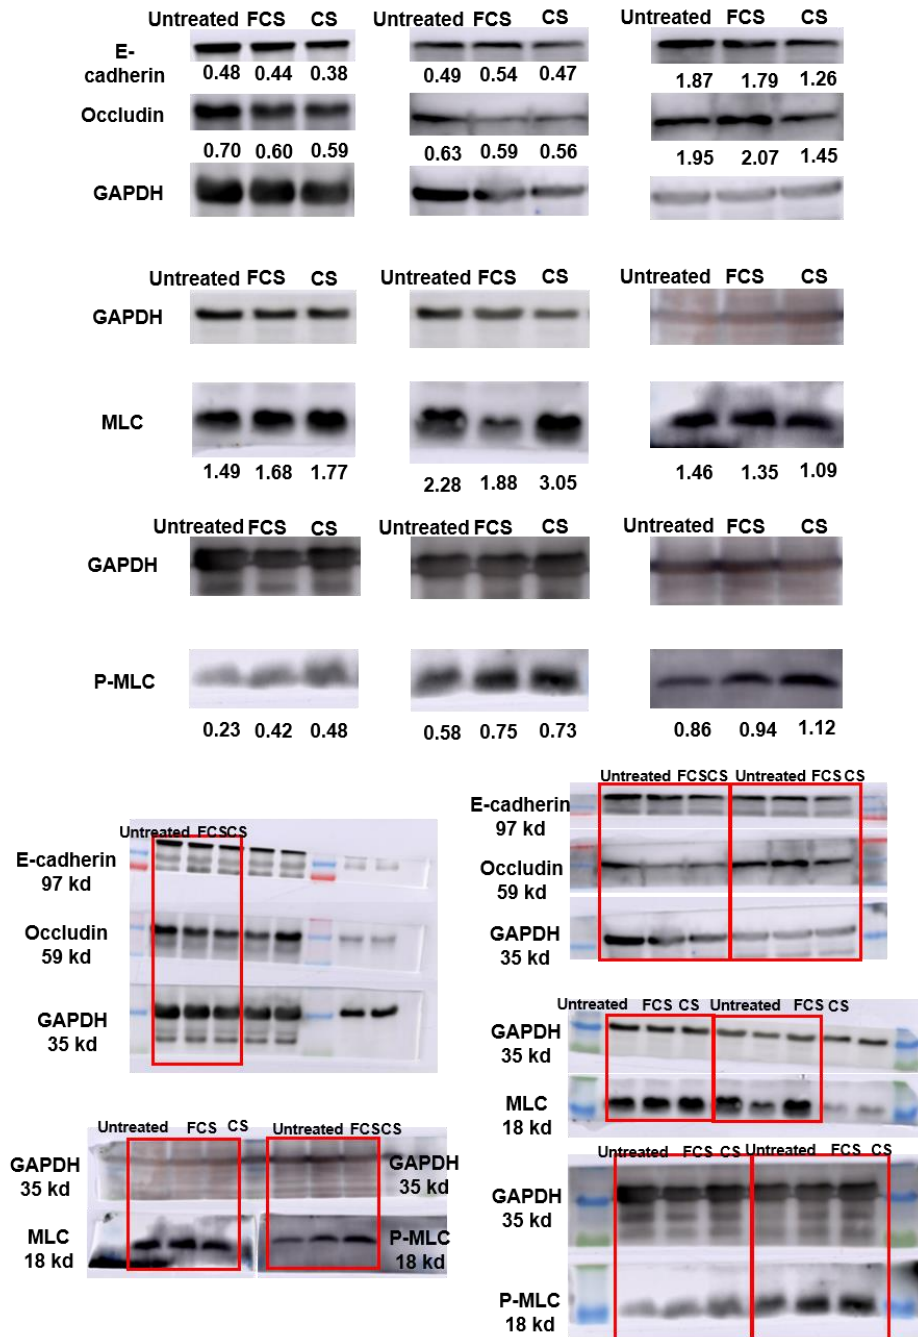 Untreated FCS CS Untreated FCS CS Untreated FCS CS
E-
cadherin
0.48 0.44 0.38 0.49 0.54 0.47 1.87 1.79 1.26
Occludin
0.70 0.60 0.59 0.63 0.59 0.56 1.95 2.07 1.45
GAPDH
Untreated FCS CS Untreated FCS CS Untreated FCS CS
GAPDH
MLC
1.49 1.68 1.77 2.28 1.88 3.05 1.46 1.35 1.09
Untreated FCS CS Untreated FCS CS Untreated FCS CS
GAPDH
P-MLC
0.23 0.42 0.48 0.58 0.75 0.73 0.86 0.94 1.12
Untreated FCSCS
E-cadherin
97 kd
Occludin
59 kd
GAPDH
35 kd
Untreated FCSCS Untreated FCS CS
E-cadherin
97 kd
Occludin
59 kd
GAPDH
35 kd
Untreated FCS CS Untreated FCS CS
GAPDH
35 kd
MLC
18 kd
Untreated FCS CS Untreated FCSCS
GAPDH GAPDH
35 kd 35 kd
MLC P-MLC
18 kd 18 kd
Untreated FCS CS Untreated FCS CS
GAPDH
35 kd
P-MLC
18 kd